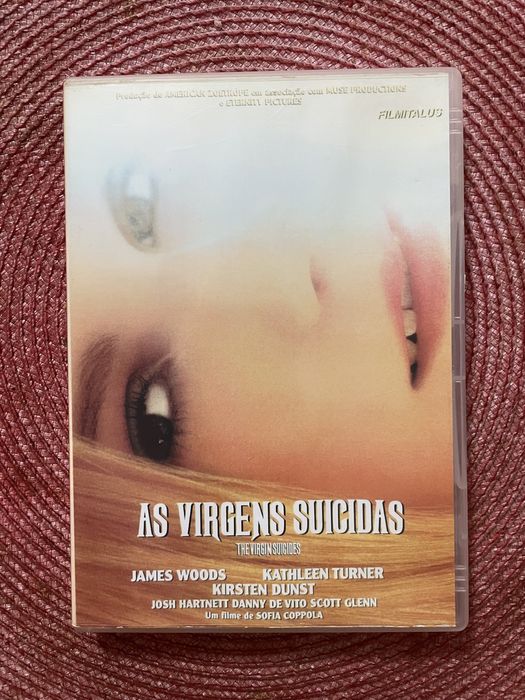 Produção de AMERICAN ZOETROPE em Associação com MUSE PRODUCTIONS
e ETERNITY PICTURES
FILMITALUS
AS VIRGENS SUICIDAS
THE VIRGIN SUICIDES
JAMES WOODS KATHLEEN TURNER
KIRSTEN DUNST
JOSH HARTNETT DANNY DE VITO SCOTT GLENN
Um filme de SOFIA COPPOLA